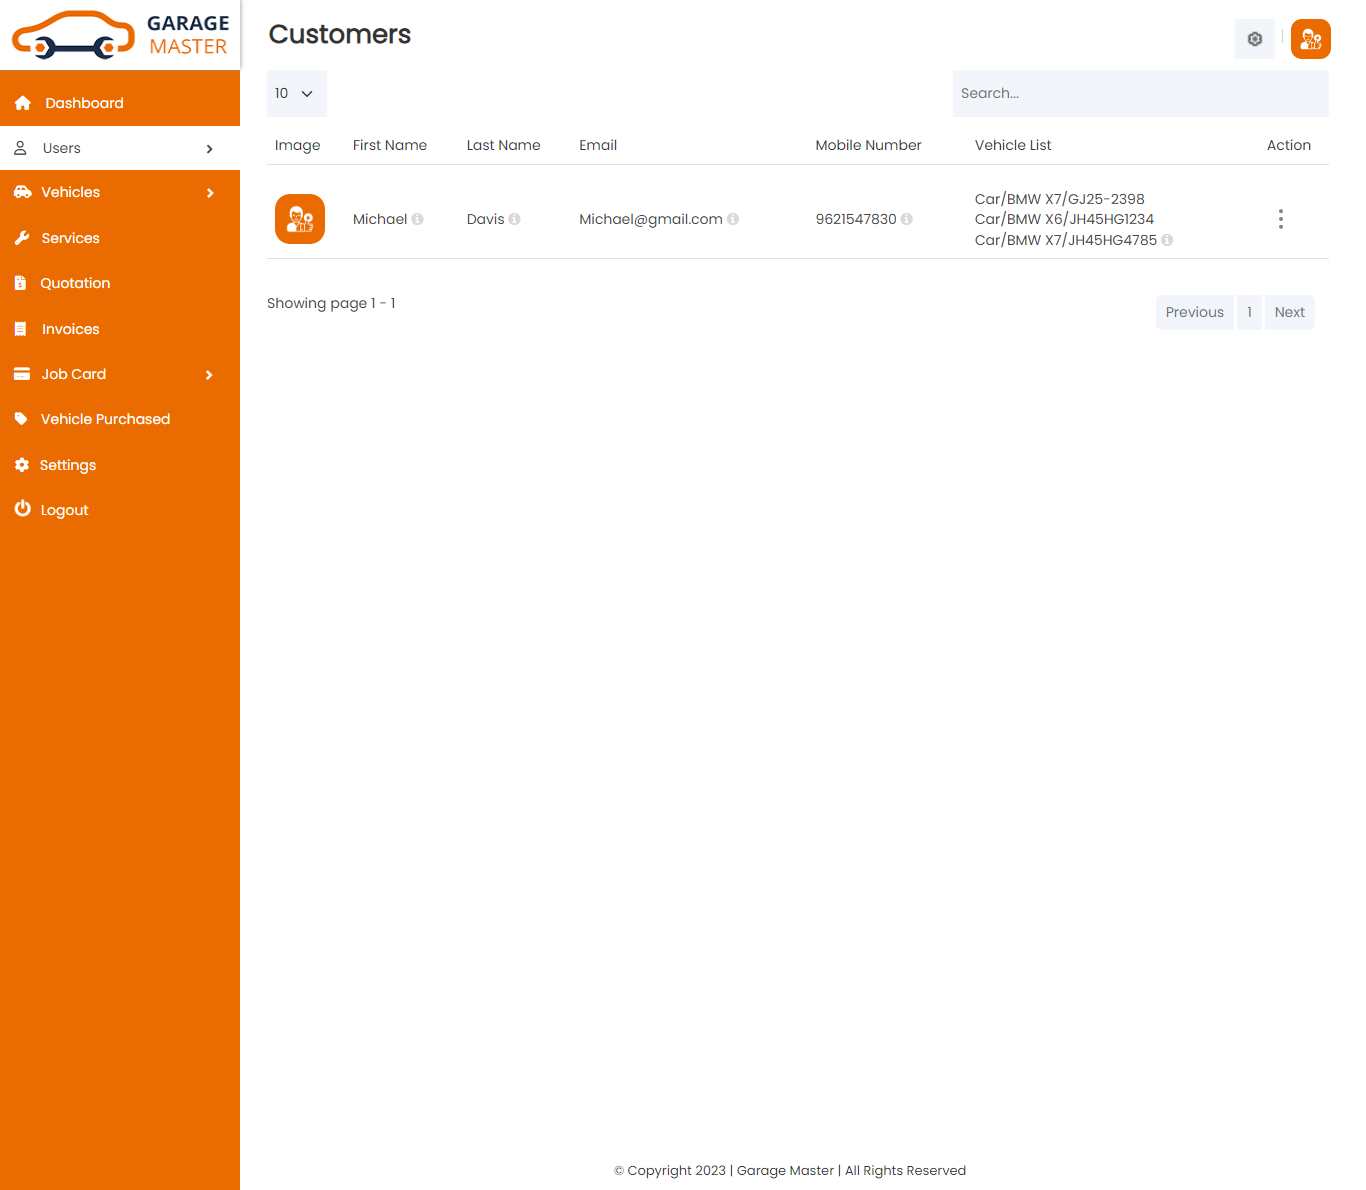 GARAGE
MASTER
Customers
Dashboard
Users
Vehicles
Services
Quotation
Invoices
Job Card
Vehicle Purchased
Settings
Logout
10
Search...
Image First Name Last Name Email Mobile Number Vehicle List Action
Michael Davis Michael@gmail.com 9621547830
Car/BMW X7/GJ25-2398
Car/BMW X6/JH45HG1234
Car/BMW X7/JH45HG4785
Showing page 1 - 1
Previous 1 Next
© Copyright 2023 | Garage Master | All Rights Reserved